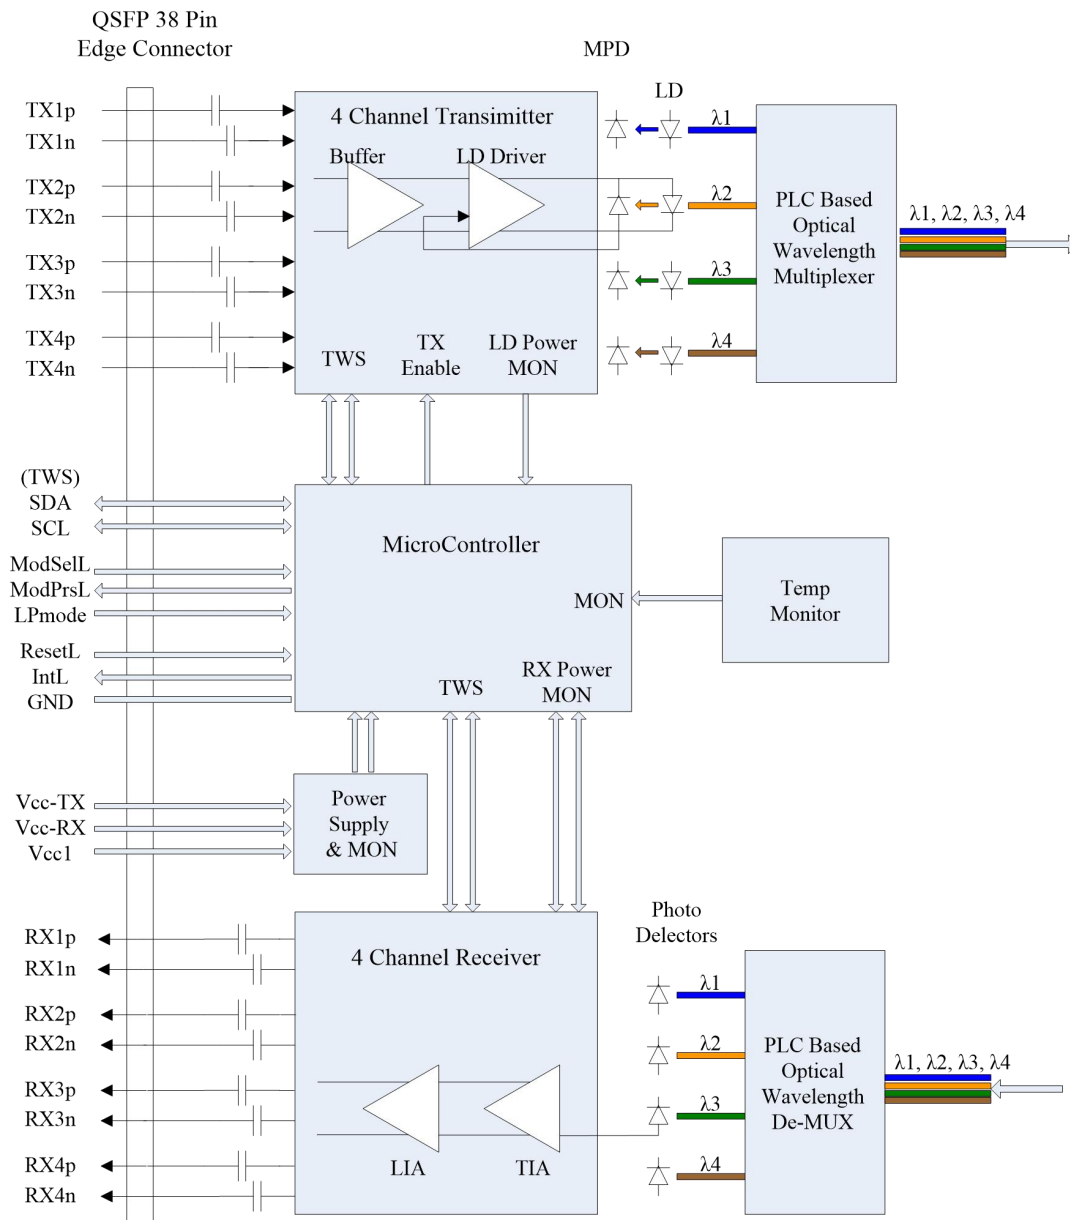 QSFP 38 Pin
Edge Connector
MPD
LD
TX1p
TX1n
TX2p
TX2n
TX3p
TX3n
TX4p
TX4n
4 Channel Transimitter
Buffer
LD Driver
TWS
TX
Enable
LD Power
MON
λ1
λ2
λ3
λ4
PLC Based
Optical
Wavelength
Multiplexer
λ1, λ2, λ3, λ4
(TWS)
SDA
SCL
ModSelL
ModPrsL
LPmode
ResetL
IntL
GND
MicroController
MON
TWS
RX Power
MON
Temp
Monitor
Vcc-TX
Vcc-RX
Vcc1
Power
Supply
& MON
RX1p
RX1n
RX2p
RX2n
RX3p
RX3n
RX4p
RX4n
4 Channel Receiver
LIA
TIA
Photo
Delectors
λ1
λ2
λ3
λ4
PLC Based
Optical
Wavelength
De-MUX
λ1, λ2, λ3, λ4